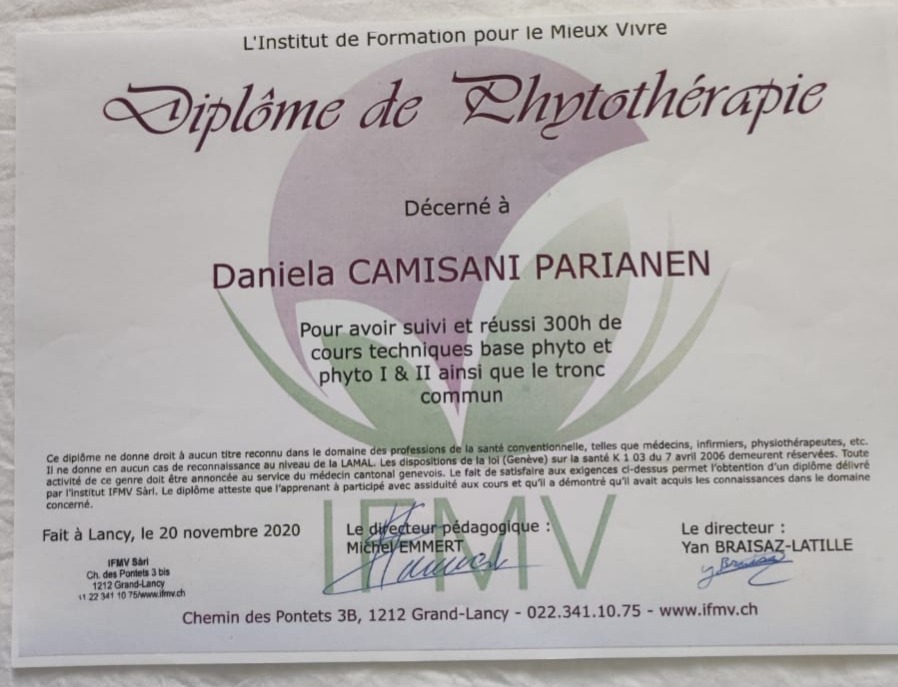 L'Institut de Formation pour le Mieux Vivre
Diplôme de Phytothérapie
Décerné à
Daniela CAMISANI PARIANEN
Pour avoir suivi et réussi 300h de
cours techniques base phyto et
phyto I & II ainsi que le tronc
commun
Ce diplôme ne donne droit à aucun titre reconnu dans le domaine des professions de la santé conventionnelle, telles que médecins, infirmiers, physiothérapeutes, etc.
Il ne donne en aucun cas de reconnaissance au niveau de la LAMAL. Les dispositions de la loi (Genève) sur la santé K 1 03 du 7 avril 2006 demeurent réservées. Toute
activité de ce genre doit être annoncée au service du médecin cantonal genevois. Le fait de satisfaire aux exigences ci-dessus permet l'obtention d'un diplôme délivré
par l'institut IFMV Sàrl. Le diplôme atteste que l'apprenant à participé avec assiduité aux cours et qu'il a démontré qu'il avait acquis les connaissances dans le domaine
concerné.
IFMV
Fait à Lancy, le 20 novembre 2020
Le directeur pédagogique :
Michel EMMERT
Le directeur :
Yan BRAISAZ-LATILLE
IFMV Sàrl
Ch. des Pontets 3 bis
1212 Grand-Lancy
22 341 10 75/www.ifmv.ch
Chemin des Pontets 3B, 1212 Grand-Lancy - 022.341.10.75 - www.ifmv.ch